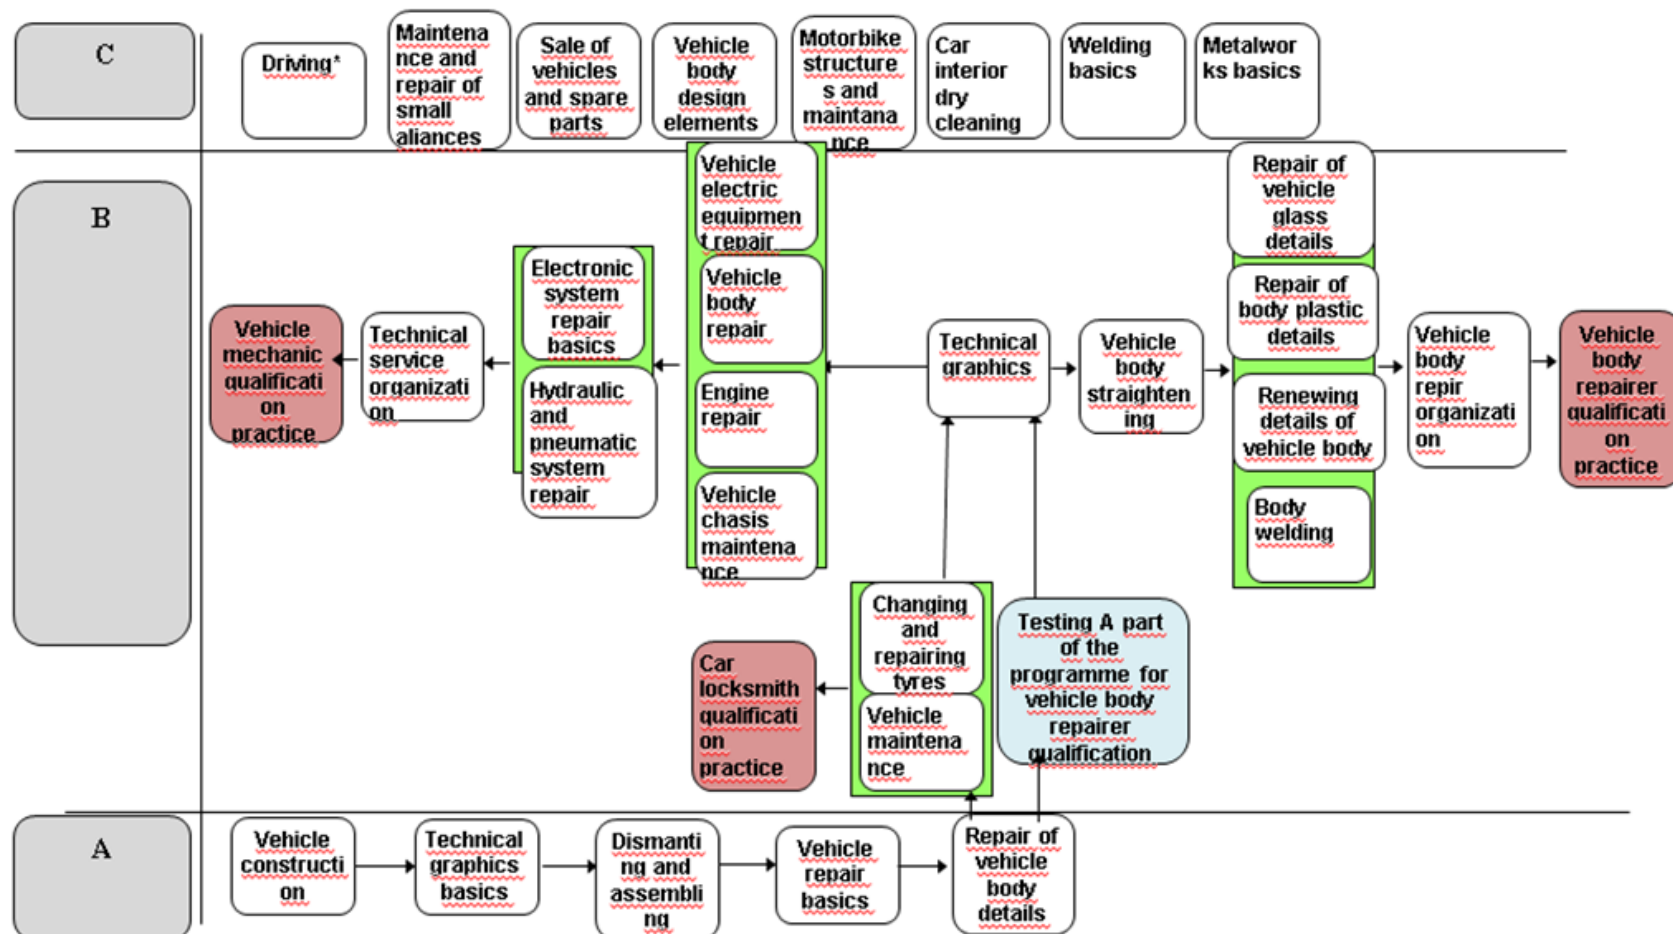 C
Driving*
Maintena
nce and
repair of
small
aliances
Sale of
vehicles
and spare
parts
Vehicle
body
design
elements
Motorbike
structure
s and
maintana
nce
Car
interior
dry
cleaning
Welding
basics
Metalwor
ks basics
B
Vehicle
mechanic
qualificati
on
practice
Technical
service
organizati
on
Electronic
system
repair
basics
Hydraulic
and
pneumatic
system
repair
Vehicle
electric
equipmen
t repair
Vehicle
body
repair
Engine
repair
Vehicle
chasis
maintena
nce
Technical
graphics
Vehicle
body
straighten
ing
Repair of
vehicle
glass
details
Repair of
body plastic
details
Renewing
details of
vehicle body
Body
welding
Vehicle
body
repir
organizati
on
Vehicle
body
repairer
qualificati
on
practice
Car
locksmith
qualificati
on
practice
Changing
and
repairing
tyres
Vehicle
maintena
nce
Testing A part
of the
programme for
vehicle body
repairer
qualification
A
Vehicle
constructi
on
Technical
graphics
basics
Dismanti
ng and
assembli
ng
Vehicle
repair
basics
Repair of
vehicle
body
details